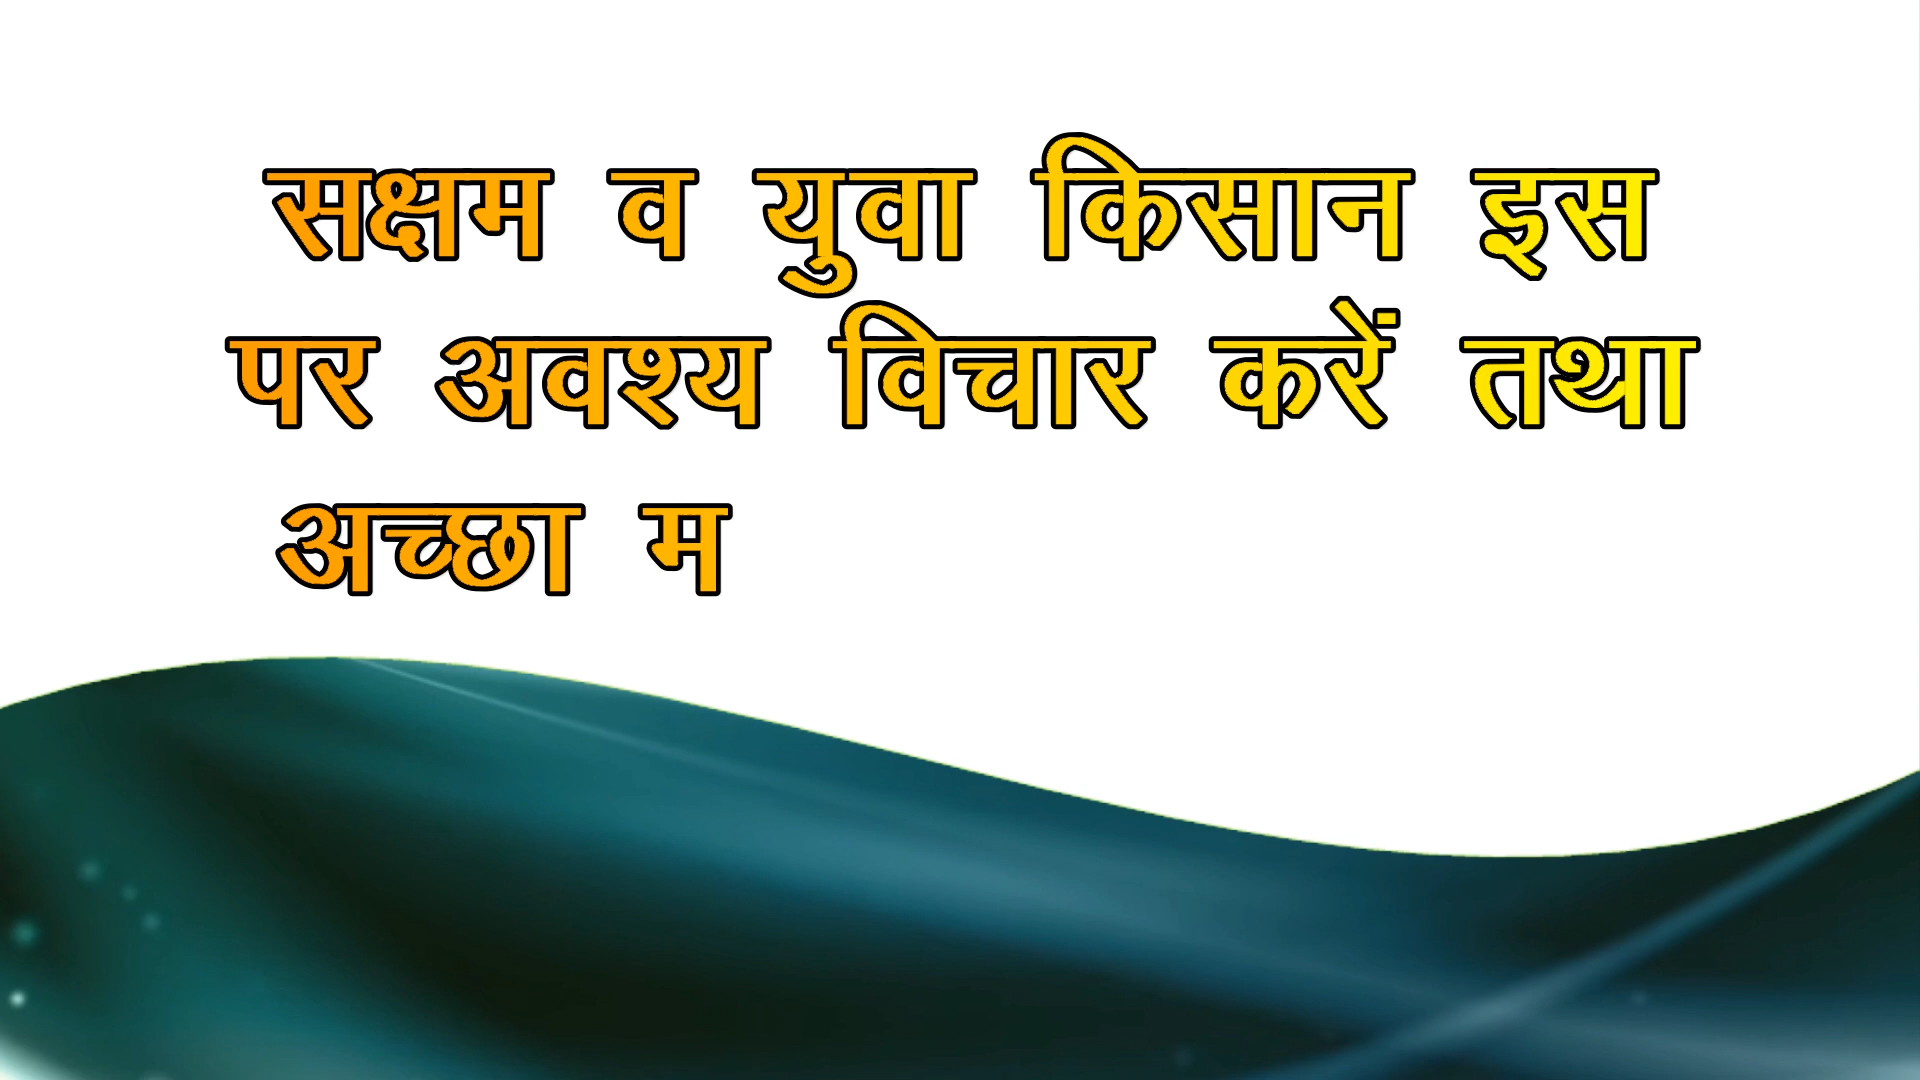 सक्षम व युवा किसान इस
पर अवश्य विचार करें तथा
अच्छा म